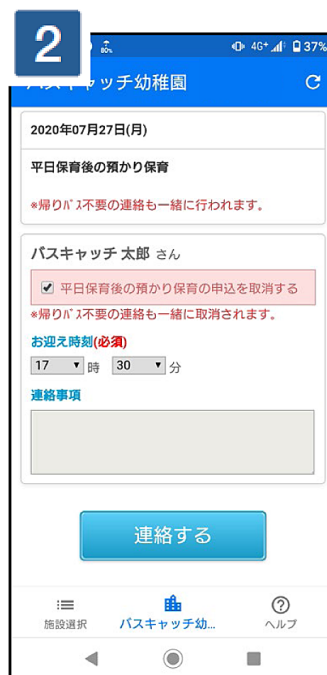 2
80%
4G+ 37%
バスキャッチ幼稚園
2020年07月27日(月)
平日保育後の預かり保育
*帰りバス不要の連絡も一緒に行われます。
バスキャッチ 太郎 さん
平日保育後の預かり保育の申込を取消する
*帰りバス不要の連絡も一緒に取消されます。
お迎え時刻(必須)
17 時 30 分
連絡事項
連絡する
施設選択 バスキャッチ幼... ヘルプ